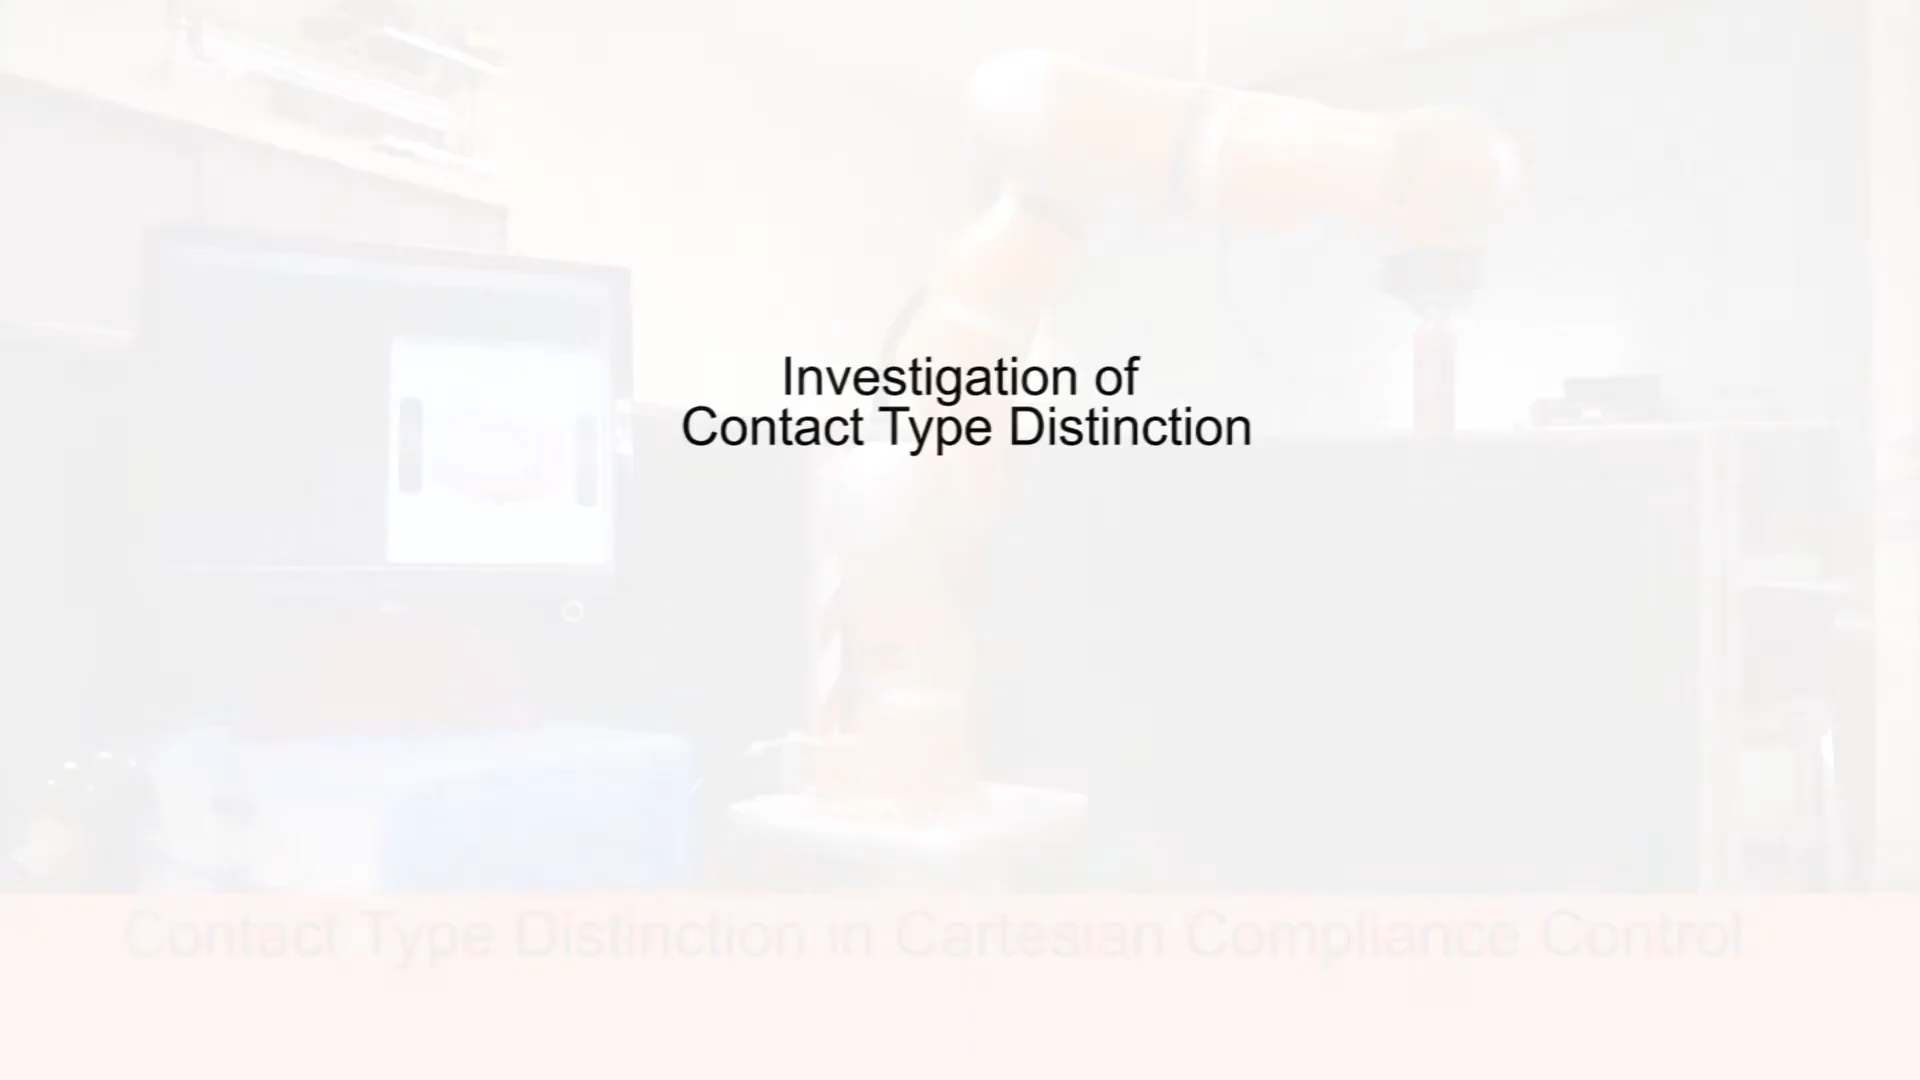 Investigation of
Contact Type Distinction
Contact Type Distinction in Cartesian Compliance Control